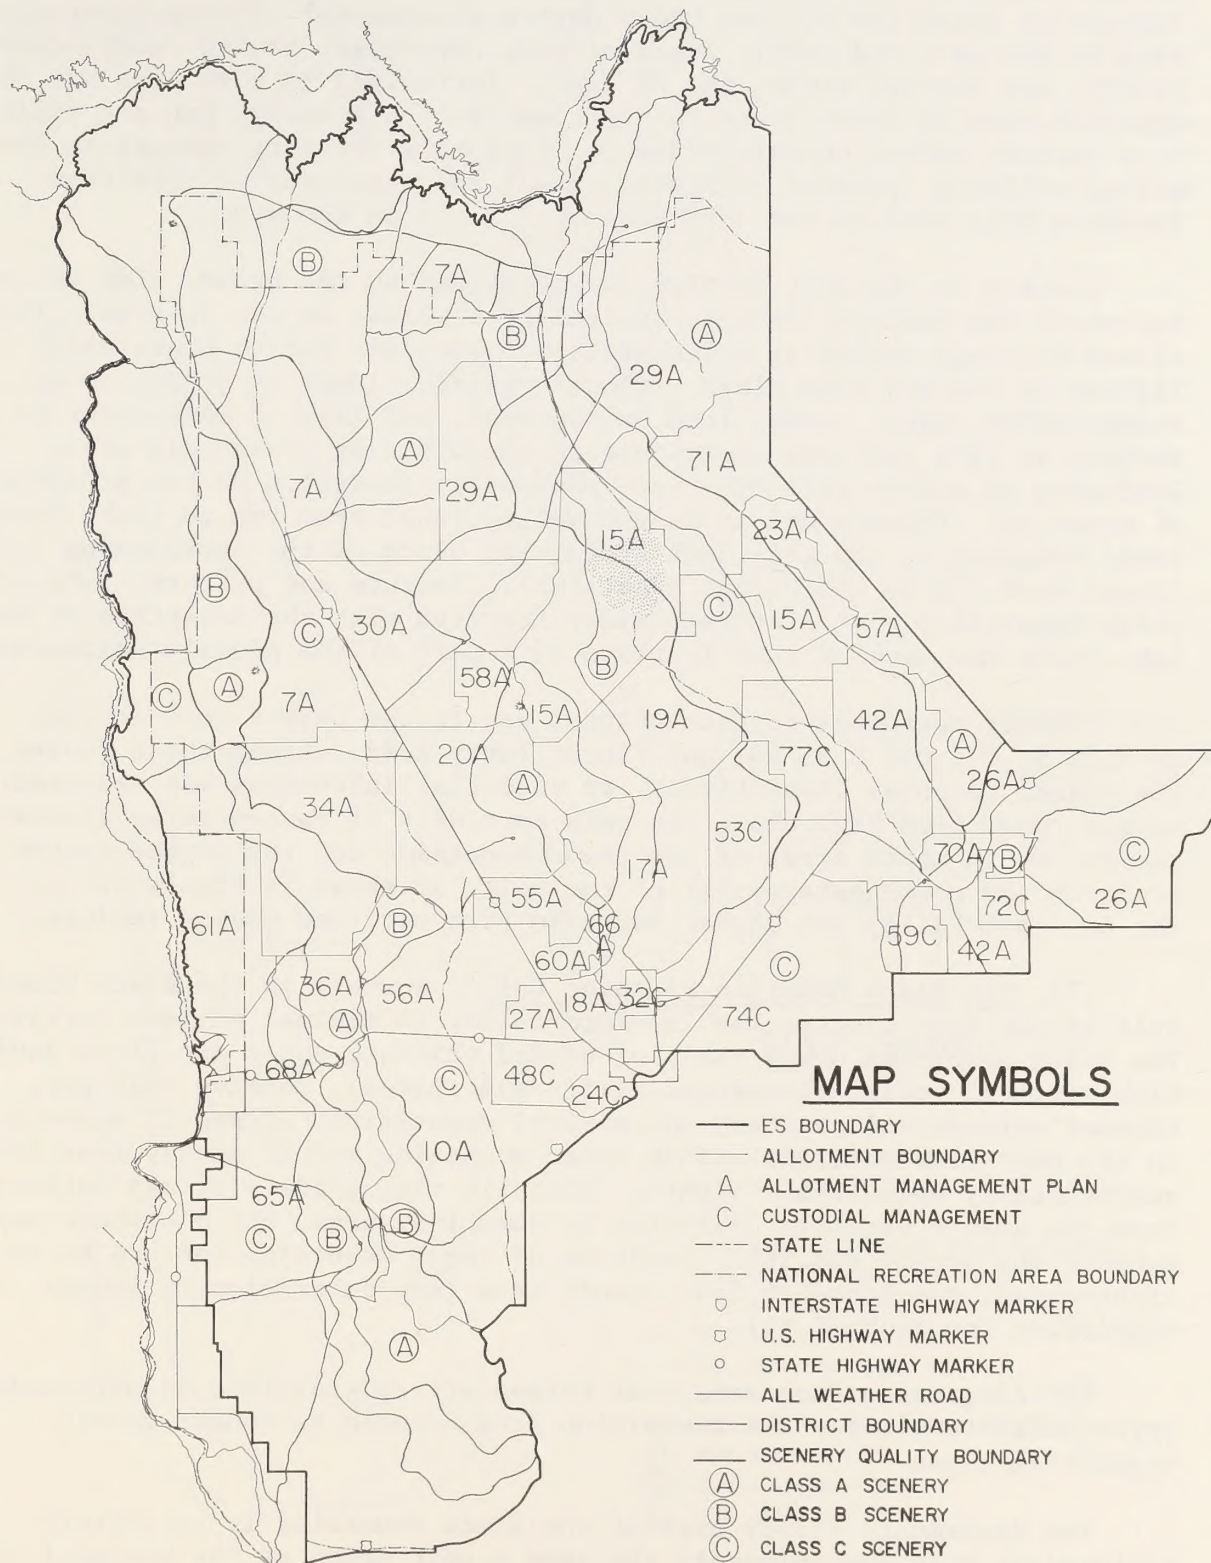 B
7A
B
A
29A
A
7A
29A
71A
23A
15A
B
C
15A
57A
C
30A
B
58A
C
A
7A
15A
19A
42A
20A
77C
A
A
26A
34A
53C
17A
70A
B
C
55A
72C
26A
61A
B
66
A
59C
42A
60A
36A
56A
C
18A
32C
A
27A
74C
68A
C
48C
24C
10A
65A
C
B
B
A
MAP SYMBOLS
ES BOUNDARY
ALLOTMENT BOUNDARY
A ALLOTMENT MANAGEMENT PLAN
C CUSTODIAL MANAGEMENT
STATE LINE
NATIONAL RECREATION AREA BOUNDARY
INTERSTATE HIGHWAY MARKER
U.S. HIGHWAY MARKER
STATE HIGHWAY MARKER
ALL WEATHER ROAD
DISTRICT BOUNDARY
SCENERY QUALITY BOUNDARY
A CLASS A SCENERY
B CLASS B SCENERY
C CLASS C SCENERY